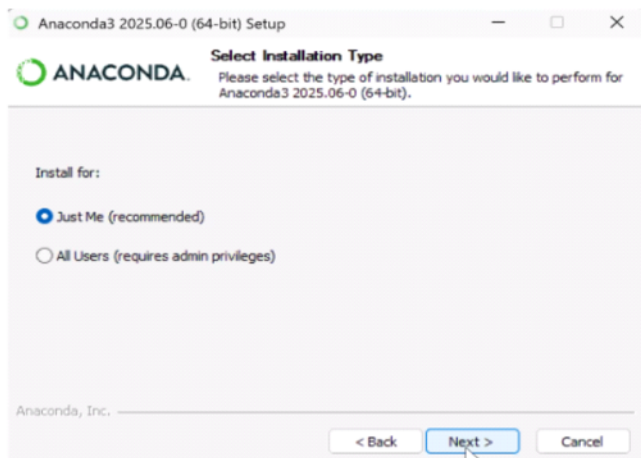 Anaconda3 2025.06-0 (64-bit) Setup
ANACONDA.
Select Installation Type
Please select the type of installation you would like to perform for
Anaconda3 2025.06-0 (64-bit).
Install for:
Just Me (recommended)
All Users (requires admin privileges)
Anaconda, Inc.
< Back
Next >
Cancel